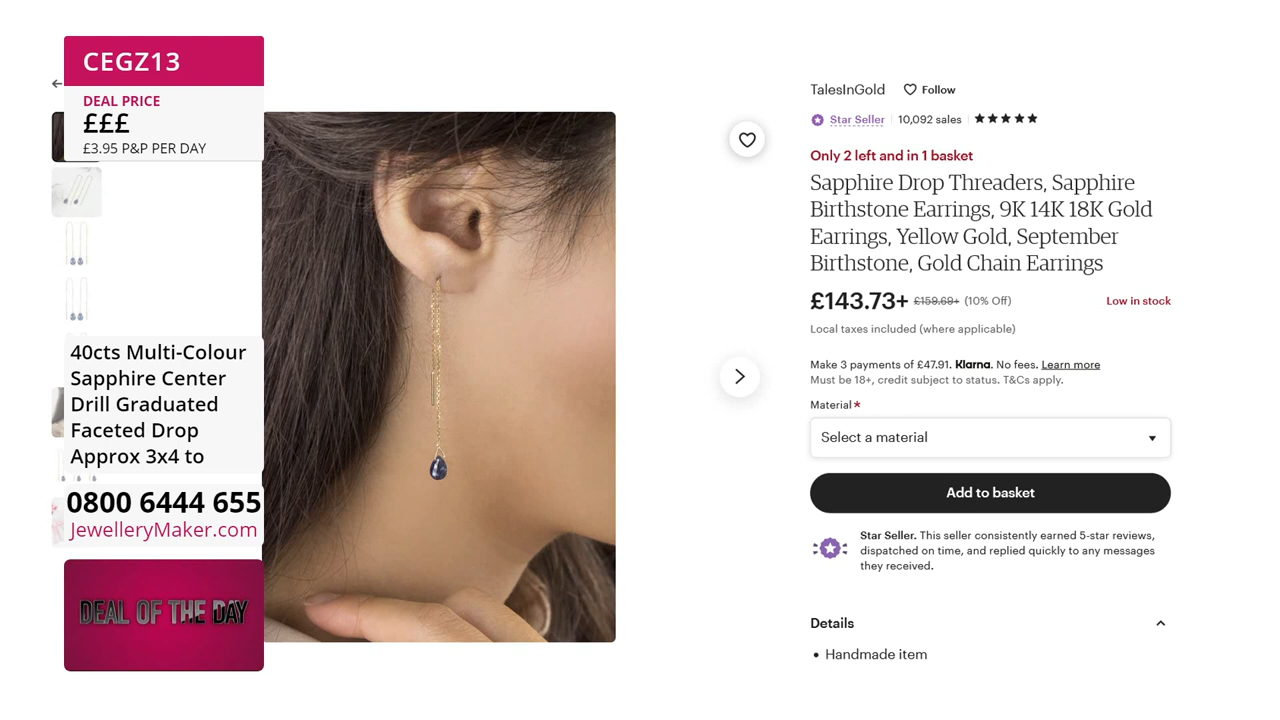 CEGZ13
DEAL PRICE
£££
£3.95 P&P PER DAY
40cts Multi-Colour
Sapphire Center
Drill Graduated
Faceted Drop
Approx 3x4 to
0800 6444 655
JewelleryMaker.com
DEAL OF THE DAY
TalesInGold Follow
Star Seller 10,092 sales
Only 2 left and in 1 basket
Sapphire Drop Threaders, Sapphire
Birthstone Earrings, 9K 14K 18K Gold
Earrings, Yellow Gold, September
Birthstone, Gold Chain Earrings
£143.73+ £159.69+ (10% Off) Low in stock
Local taxes included (where applicable)
Make 3 payments of £47.91. Klarna. No fees. Learn more
Must be 18+, credit subject to status. T&Cs apply.
Material*
Select a material
Add to basket
Star Seller. This seller consistently earned 5-star reviews,
dispatched on time, and replied quickly to any messages
they received.
Details
• Handmade item